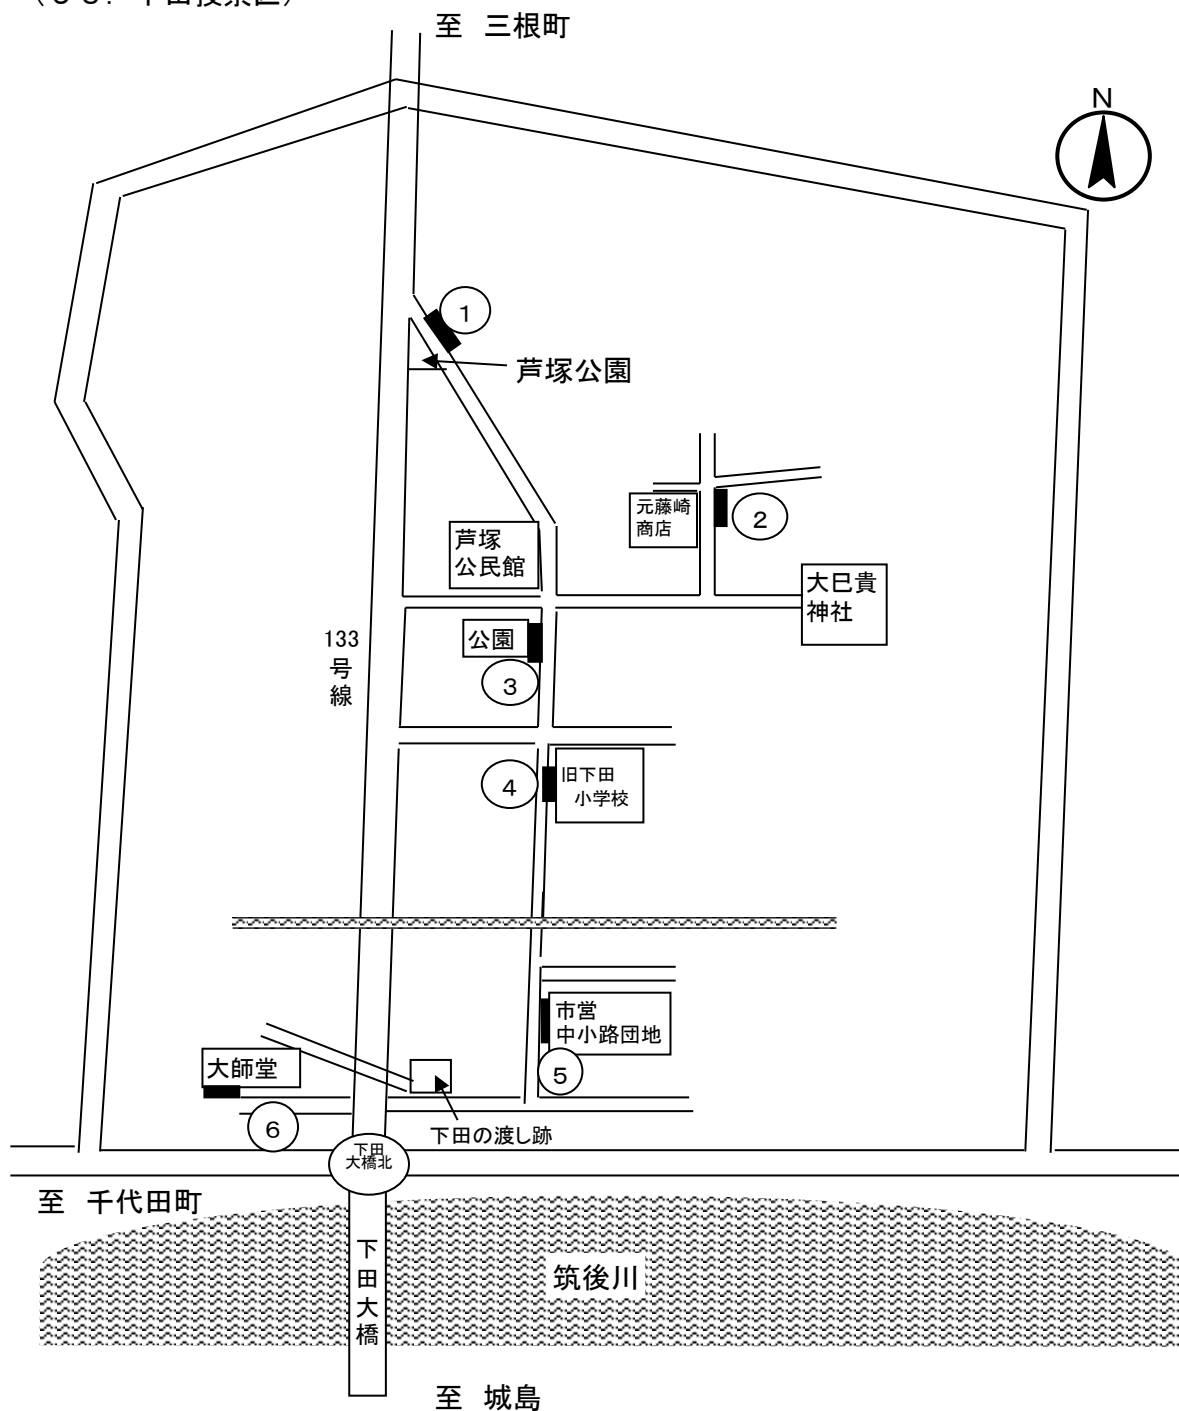 至 三根町
N
1
芦塚公園
元藤崎
商店
2
芦塚
公民館
大巳貴
神社
133
号
線
公園
3
4
旧下田
小学校
市営
中小路団地
大師堂
5
6
下田の渡し跡
下田
大橋北
至 千代田町
下田大橋
筑後川
至 城島